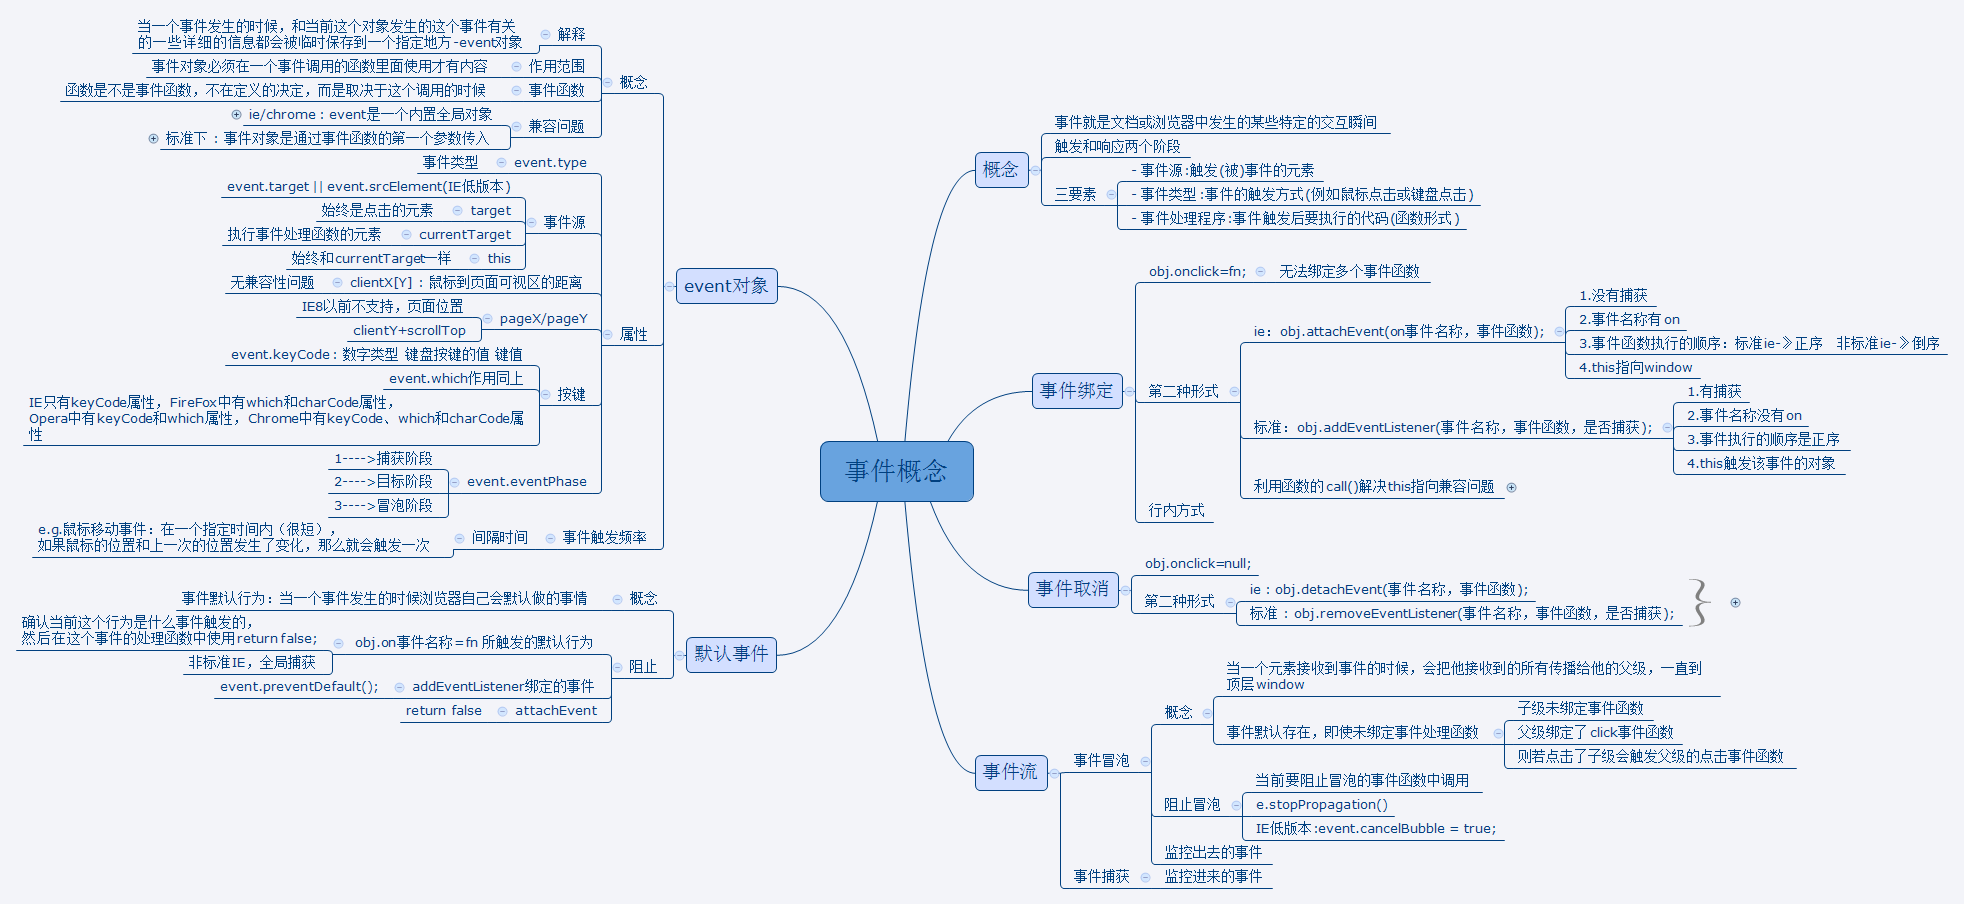 事件概念
event对象
概念
解释
当一个事件发生的时候，和当前这个对象发生的这个事件有关
的一些详细的信息都会被临时保存到一个指定地方-event对象
作用范围
事件对象必须在一个事件调用的函数里面使用才有内容
事件函数
函数是不是事件函数，不在定义的决定，而是取决于这个调用的时候
兼容问题
ie/chrome：event是一个内置全局对象
标准下：事件对象是通过事件函数的第一个参数传入
属性
event.type
事件类型
事件源
event.target || event.srcElement(IE低版本)
target
始终是点击的元素
currentTarget
执行事件处理函数的元素
this
始终和currentTarget一样
clientX[Y]：鼠标到页面可视区的距离
无兼容性问题
pageX/pageY
IE8以前不支持，页面位置
clientY+scrollTop
按键
event.keyCode：数字类型 键盘按键的值 键值
event.which作用同上
IE只有keyCode属性，FireFox中有which和charCode属性，
Opera中有keyCode和which属性，Chrome中有keyCode、which和charCode属
性
event.eventPhase
1---->捕获阶段
2---->目标阶段
3---->冒泡阶段
事件触发频率
间隔时间
e.g.鼠标移动事件：在一个指定时间内（很短），
如果鼠标的位置和上一次的位置发生了变化，那么就会触发一次
默认事件
概念
事件默认行为：当一个事件发生的时候浏览器自己会默认做的事情
阻止
obj.on事件名称＝fn 所触发的默认行为
确认当前这个行为是什么事件触发的，
然后在这个事件的处理函数中使用return false;
非标准IE，全局捕获
addEventListener绑定的事件
event.preventDefault();
attachEvent
return false
概念
事件就是文档或浏览器中发生的某些特定的交互瞬间
触发和响应两个阶段
三要素
- 事件源:触发(被)事件的元素
- 事件类型:事件的触发方式(例如鼠标点击或键盘点击)
- 事件处理程序:事件触发后要执行的代码(函数形式)
事件绑定
obj.onclick=fn;
无法绑定多个事件函数
第二种形式
ie：obj.attachEvent(on事件名称，事件函数);
1.没有捕获
2.事件名称有on
3.事件函数执行的顺序：标准ie-》正序 非标准ie-》倒序
4.this指向window
标准：obj.addEventListener(事件名称，事件函数，是否捕获);
1.有捕获
2.事件名称没有on
3.事件执行的顺序是正序
4.this触发该事件的对象
利用函数的call()解决this指向兼容问题
行内方式
事件取消
obj.onclick=null;
第二种形式
ie：obj.detachEvent(事件名称，事件函数);
标准：obj.removeEventListener(事件名称，事件函数，是否捕获);
事件流
事件冒泡
概念
当一个元素接收到事件的时候，会把他接收到的所有传播给他的父级，一直到
顶层window
事件默认存在，即使未绑定事件处理函数
子级未绑定事件函数
父级绑定了click事件函数
则若点击了子级会触发父级的点击事件函数
阻止冒泡
当前要阻止冒泡的事件函数中调用
e.stopPropagation()
IE低版本:event.cancelBubble = true;
监控出去的事件
事件捕获
监控进来的事件